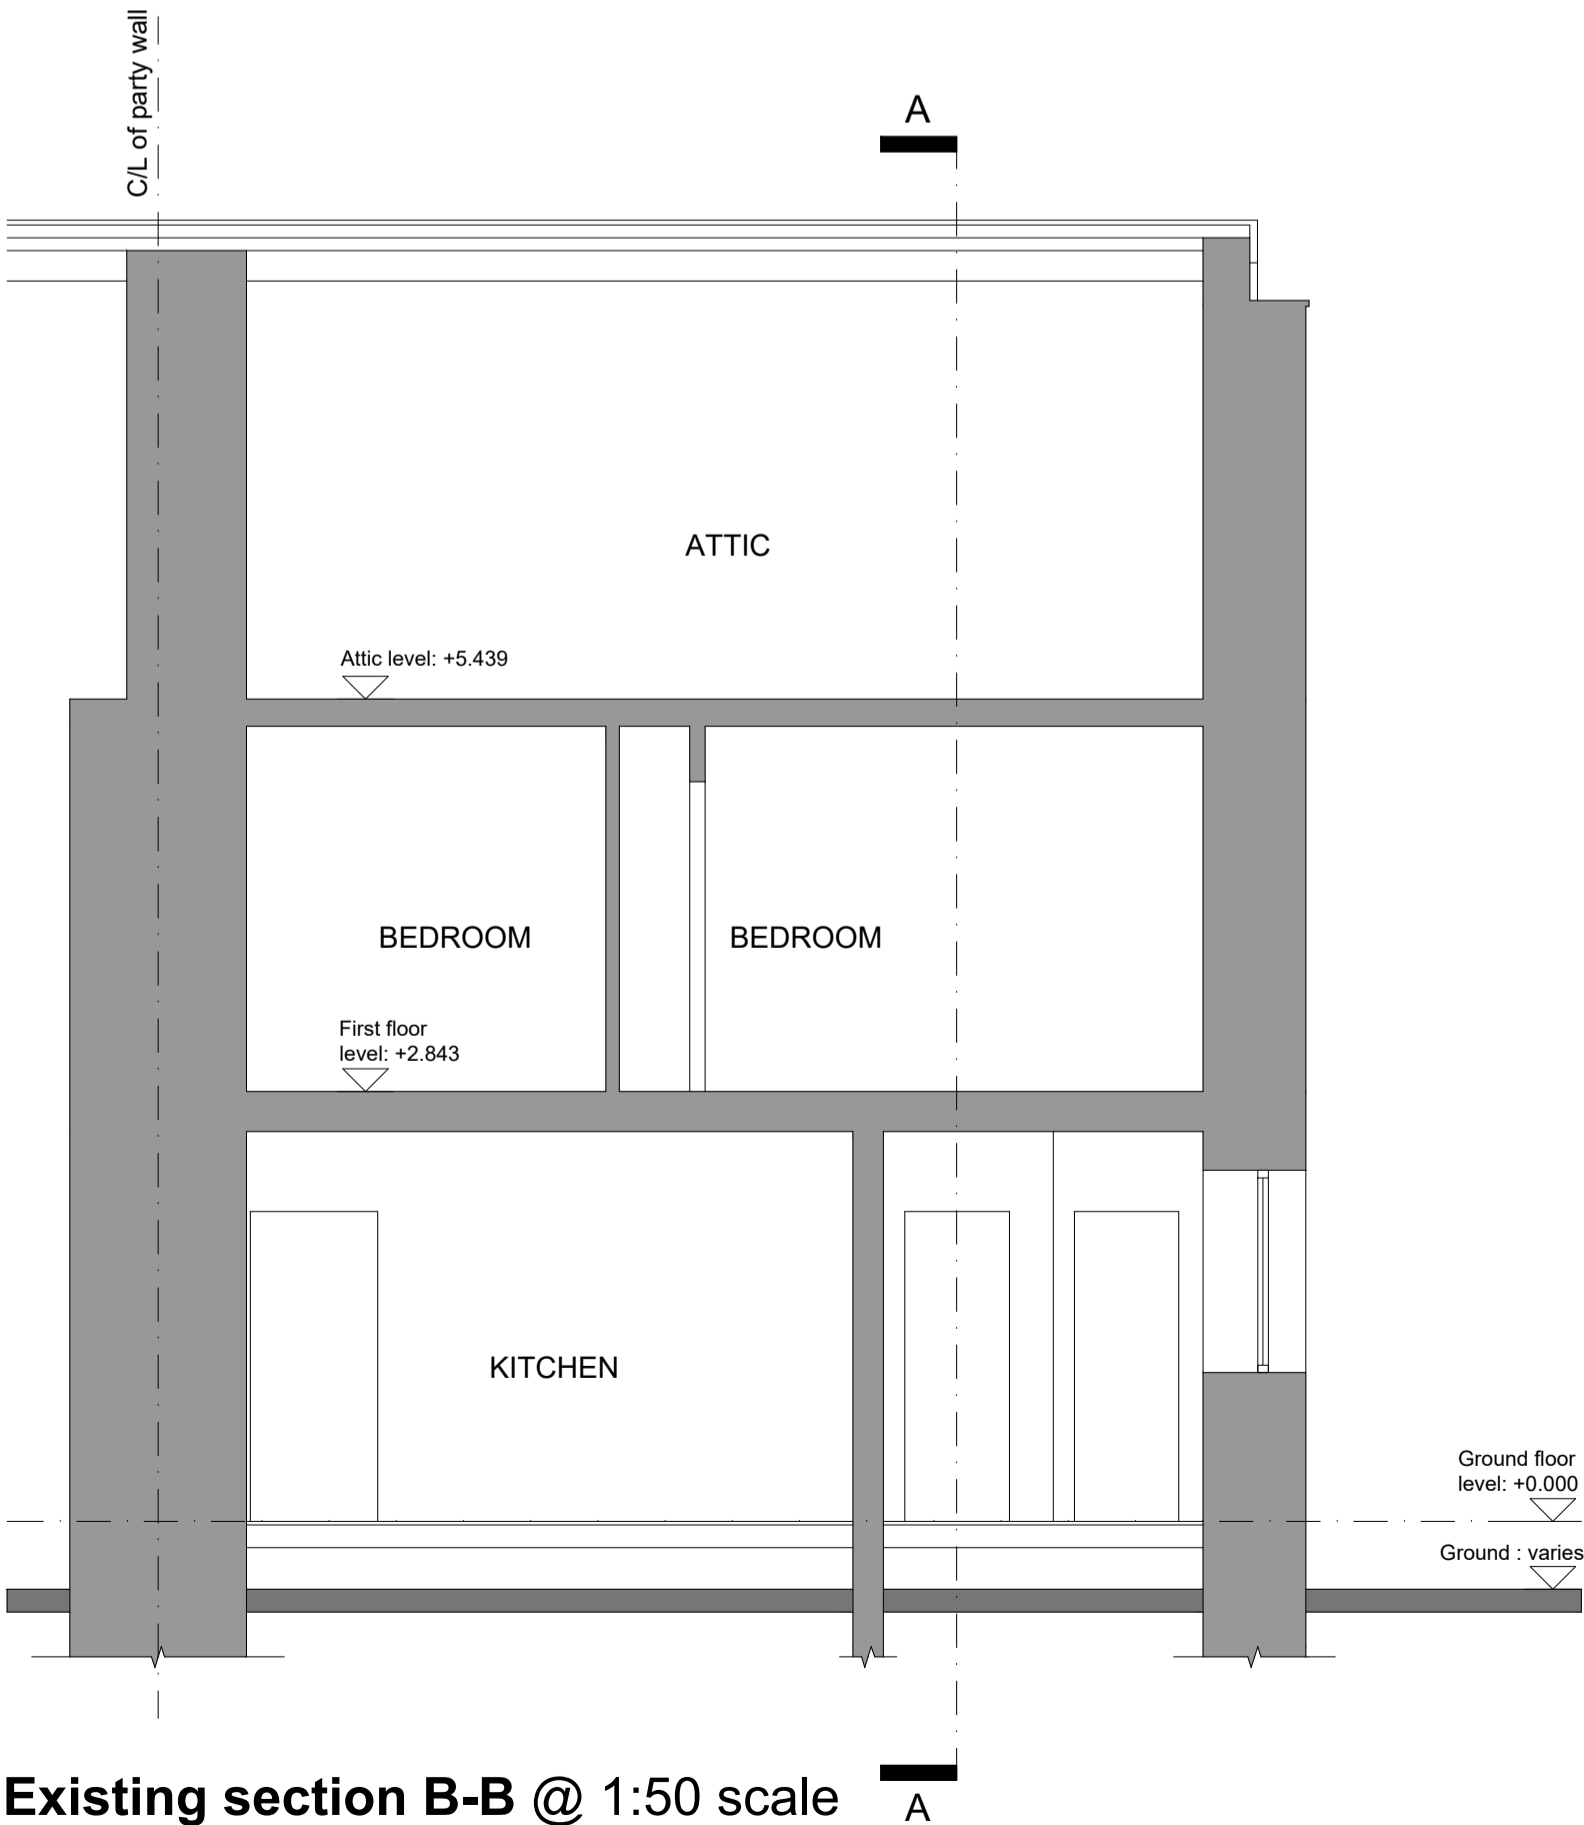 C/L of party wall
A
ATTIC
Attic level: +5.439
BEDROOM
BEDROOM
First floor
level: +2.843
KITCHEN
Ground floor
level: +0.000
Ground : varies
Existing section B-B @ 1:50 scale
A